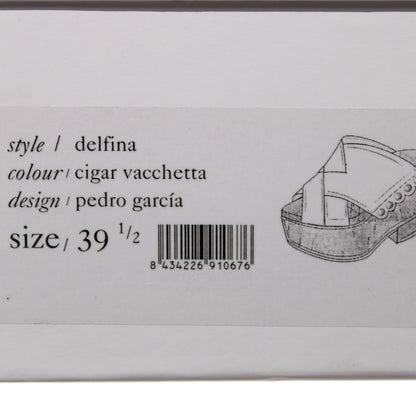 style / delfina
colour / cigar vacchetta
design / pedro garcía
size / 39 1/2
8 434226 910676